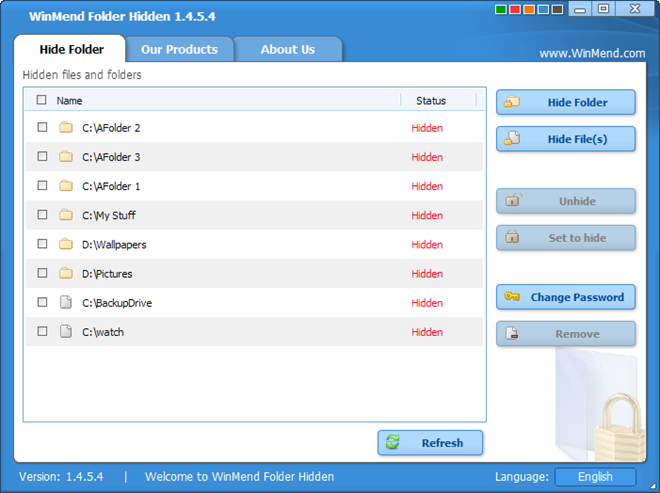 WinMend Folder Hidden 1.4.5.4
Hide Folder Our Products About Us
www.WinMend.com
Hidden files and folders
Name Status
C:\AFolder 2 Hidden
C:\AFolder 3 Hidden
C:\AFolder 1 Hidden
C:\My Stuff Hidden
D:\Wallpapers Hidden
D:\Pictures Hidden
C:\BackupDrive Hidden
C:\watch Hidden
Hide Folder
Hide File(s)
Unhide
Set to hide
Change Password
Remove
Refresh
Version: 1.4.5.4 | Welcome to WinMend Folder Hidden Language: English